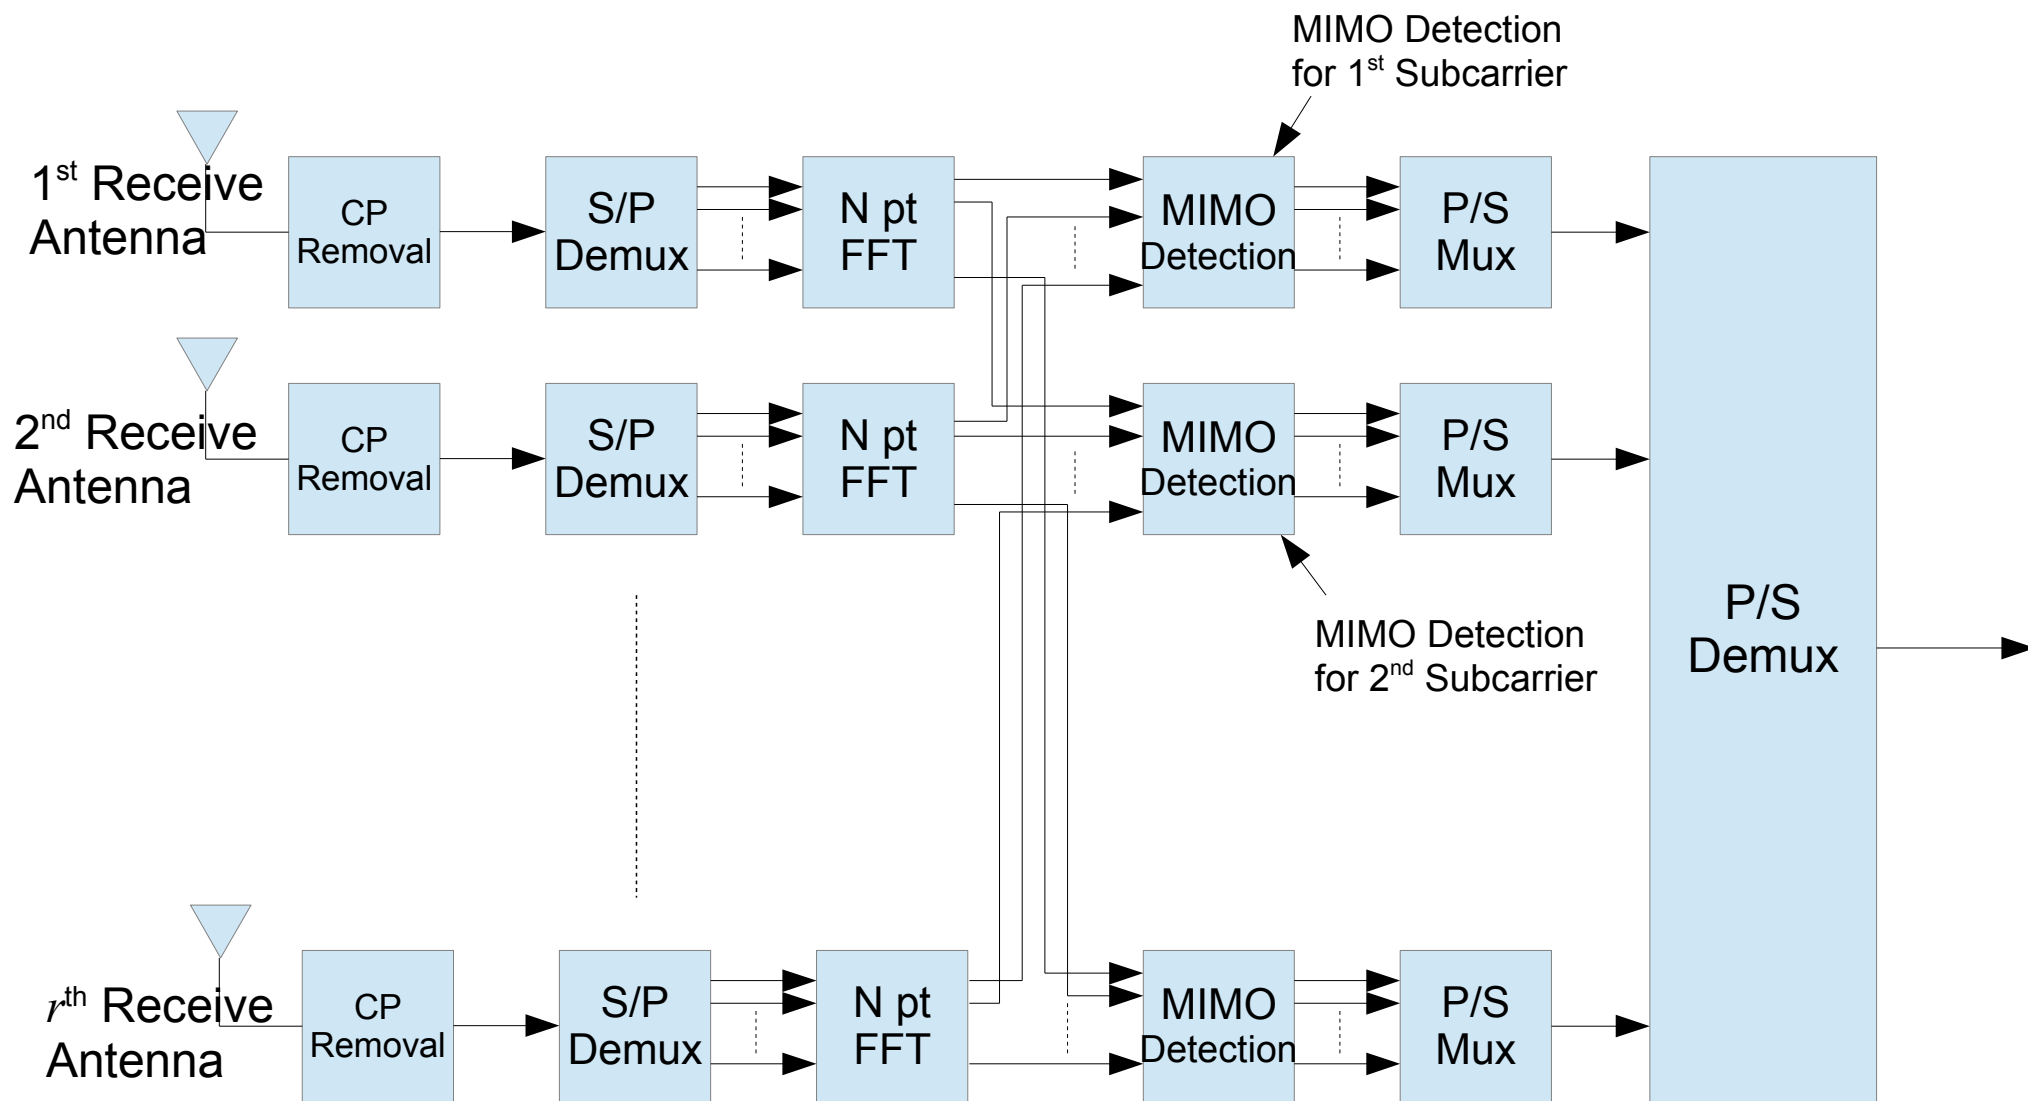 MIMO Detection
for 1st Subcarrier
1st Receive
Antenna
CP
Removal
S/P
Demux
N pt
FFT
MIMO
Detection
P/S
Mux
2nd Receive
Antenna
CP
Removal
S/P
Demux
N pt
FFT
MIMO
Detection
P/S
Mux
P/S
Demux
MIMO Detection
for 2nd Subcarrier
rth Receive
Antenna
CP
Removal
S/P
Demux
N pt
FFT
MIMO
Detection
P/S
Mux